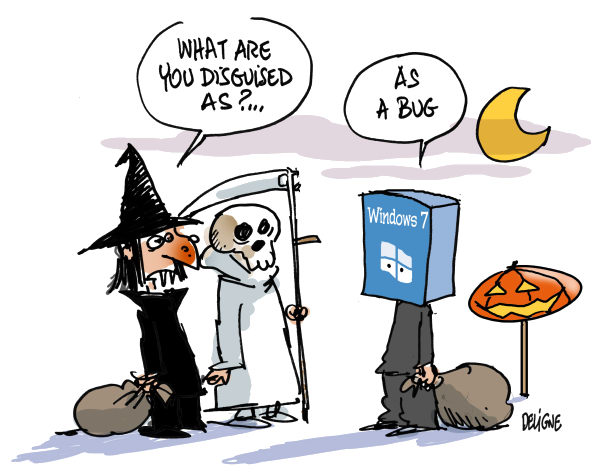 WHAT ARE
YOU DISGUISED
AS?...
AS
A BUG
Windows 7
DELIGNE